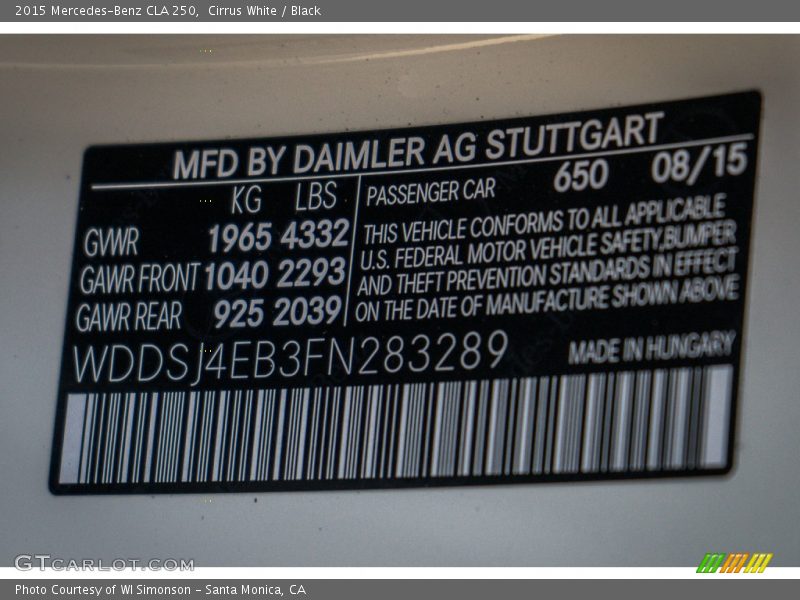 2015 Mercedes-Benz CLA 250,  Cirrus White / Black
MFD BY DAIMLER AG STUTTGART
KG LBS PASSENGER CAR 650 08/15
GVWR 1965 4332
GAWR FRONT 1040 2293
GAWR REAR 925 2039
THIS VEHICLE CONFORMS TO ALL APPLICABLE
U.S. FEDERAL MOTOR VEHICLE SAFETY,BUMPER
AND THEFT PREVENTION STANDARDS IN EFFECT
ON THE DATE OF MANUFACTURE SHOWN ABOVE
WDDSJ4EB3FN283289 MADE IN HUNGARY
GTCARLOT.COM
Photo Courtesy of WI Simonson - Santa Monica, CA